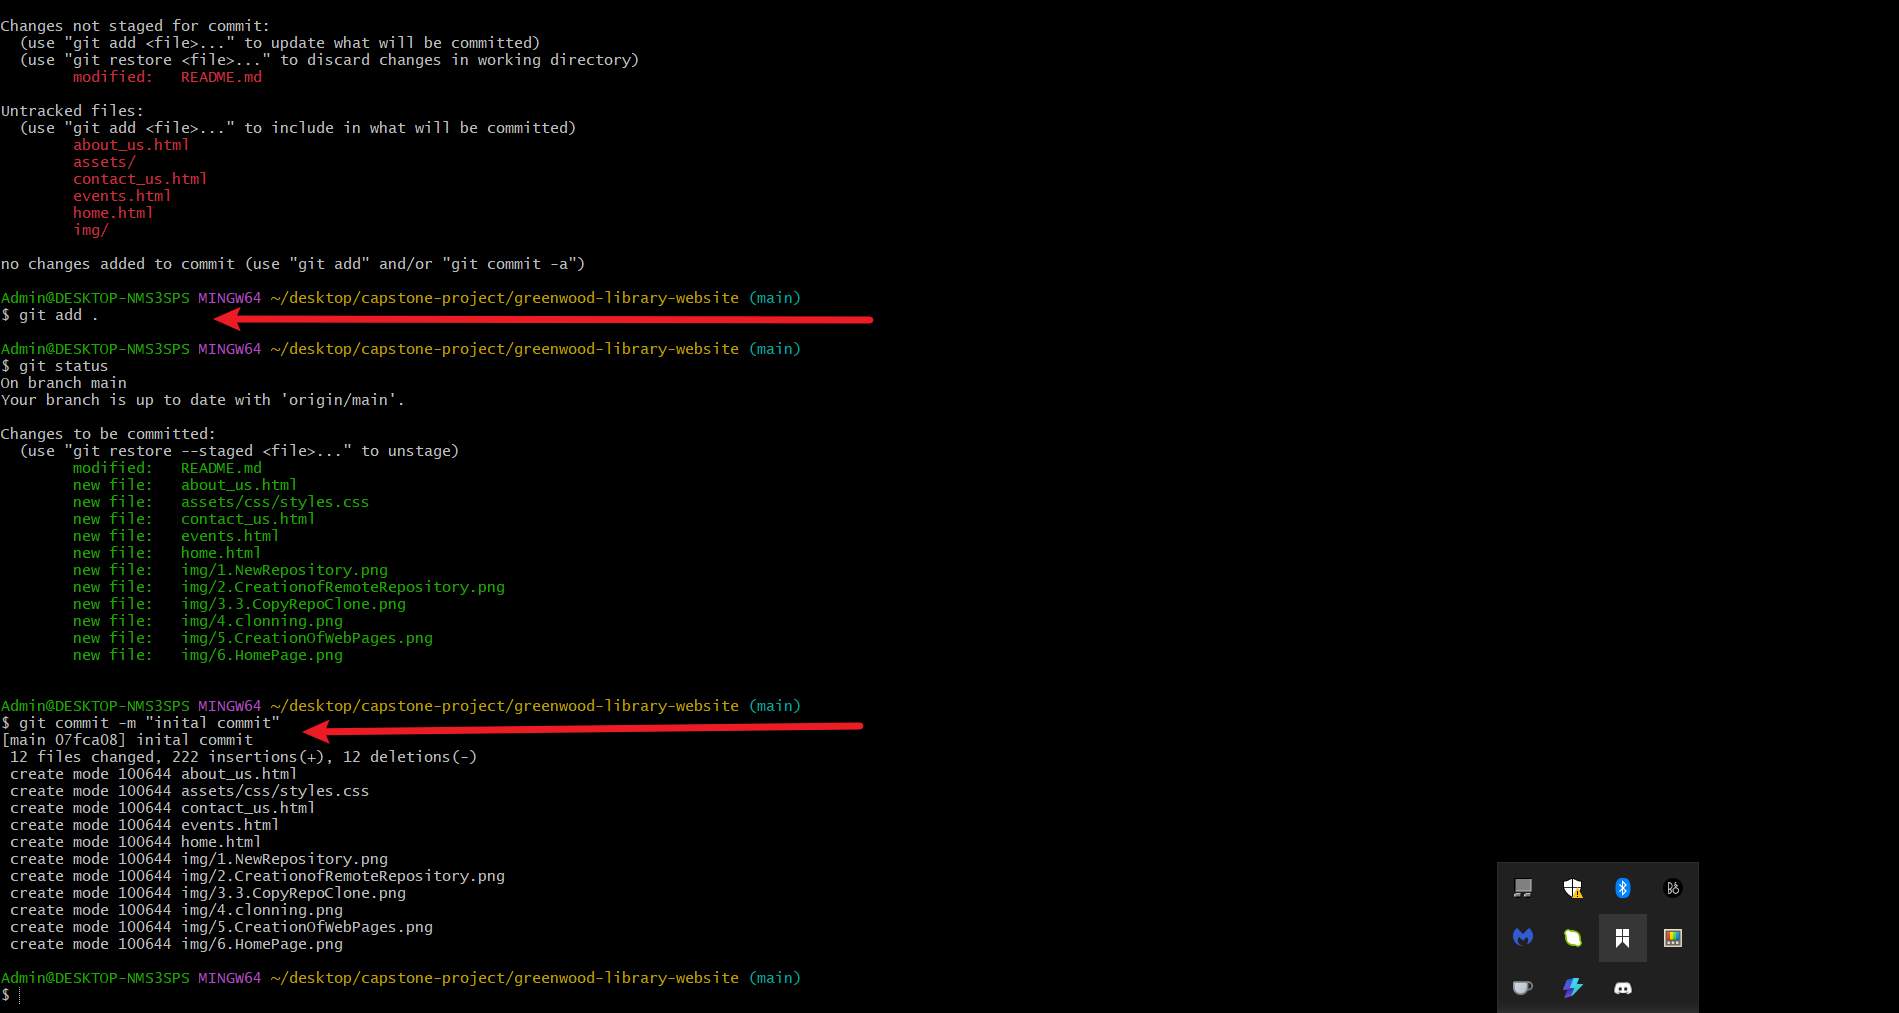 Changes not staged for commit:
  (use "git add <file>..." to update what will be committed)
  (use "git restore <file>..." to discard changes in working directory)
        modified:   README.md
Untracked files:
  (use "git add <file>..." to include in what will be committed)
        about_us.html
        assets/
        contact_us.html
        events.html
        home.html
        img/
no changes added to commit (use "git add" and/or "git commit -a")
Admin@DESKTOP-NMS3SPS MINGW64 ~/desktop/capstone-project/greenwood-library-website (main)
$ git add .
Admin@DESKTOP-NMS3SPS MINGW64 ~/desktop/capstone-project/greenwood-library-website (main)
$ git status
On branch main
Your branch is up to date with 'origin/main'.
Changes to be committed:
  (use "git restore --staged <file>..." to unstage)
        modified:   README.md
        new file:   about_us.html
        new file:   assets/css/styles.css
        new file:   contact_us.html
        new file:   events.html
        new file:   home.html
        new file:   img/1.NewRepository.png
        new file:   img/2.CreationofRemoteRepository.png
        new file:   img/3.3.CopyRepoClone.png
        new file:   img/4.clonning.png
        new file:   img/5.CreationOfWebPages.png
        new file:   img/6.HomePage.png
Admin@DESKTOP-NMS3SPS MINGW64 ~/desktop/capstone-project/greenwood-library-website (main)
$ git commit -m "inital commit"
[main 07fca08] inital commit
 12 files changed, 222 insertions(+), 12 deletions(-)
 create mode 100644 about_us.html
 create mode 100644 assets/css/styles.css
 create mode 100644 contact_us.html
 create mode 100644 events.html
 create mode 100644 home.html
 create mode 100644 img/1.NewRepository.png
 create mode 100644 img/2.CreationofRemoteRepository.png
 create mode 100644 img/3.3.CopyRepoClone.png
 create mode 100644 img/4.clonning.png
 create mode 100644 img/5.CreationOfWebPages.png
 create mode 100644 img/6.HomePage.png
Admin@DESKTOP-NMS3SPS MINGW64 ~/desktop/capstone-project/greenwood-library-website (main)
$